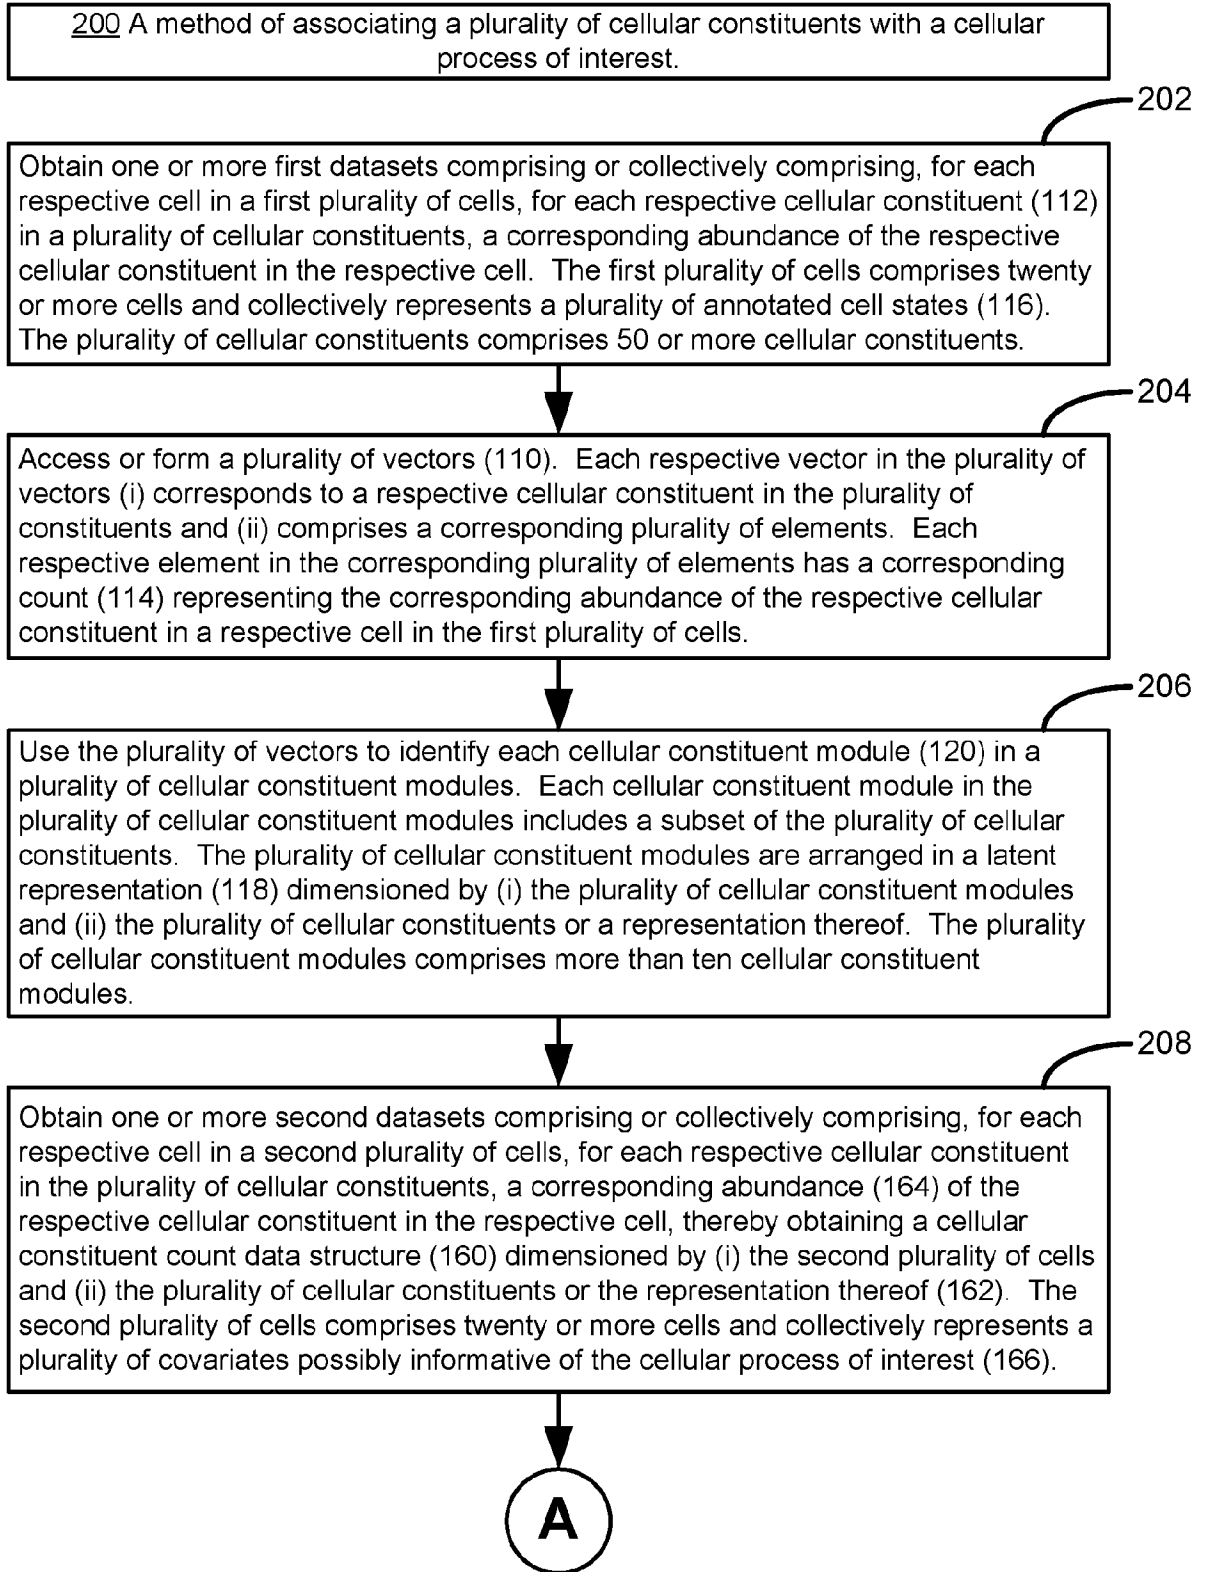 200 A method of associating a plurality of cellular constituents with a cellular
process of interest.
202
Obtain one or more first datasets comprising or collectively comprising, for each
respective cell in a first plurality of cells, for each respective cellular constituent (112)
in a plurality of cellular constituents, a corresponding abundance of the respective
cellular constituent in the respective cell.  The first plurality of cells comprises twenty
or more cells and collectively represents a plurality of annotated cell states (116).
The plurality of cellular constituents comprises 50 or more cellular constituents.
204
Access or form a plurality of vectors (110).  Each respective vector in the plurality of
vectors (i) corresponds to a respective cellular constituent in the plurality of
constituents and (ii) comprises a corresponding plurality of elements.  Each
respective element in the corresponding plurality of elements has a corresponding
count (114) representing the corresponding abundance of the respective cellular
constituent in a respective cell in the first plurality of cells.
206
Use the plurality of vectors to identify each cellular constituent module (120) in a
plurality of cellular constituent modules.  Each cellular constituent module in the
plurality of cellular constituent modules includes a subset of the plurality of cellular
constituents.  The plurality of cellular constituent modules are arranged in a latent
representation (118) dimensioned by (i) the plurality of cellular constituent modules
and (ii) the plurality of cellular constituents or a representation thereof.  The plurality
of cellular constituent modules comprises more than ten cellular constituent
modules.
208
Obtain one or more second datasets comprising or collectively comprising, for each
respective cell in a second plurality of cells, for each respective cellular constituent
in the plurality of cellular constituents, a corresponding abundance (164) of the
respective cellular constituent in the respective cell, thereby obtaining a cellular
constituent count data structure (160) dimensioned by (i) the second plurality of cells
and (ii) the plurality of cellular constituents or the representation thereof (162).  The
second plurality of cells comprises twenty or more cells and collectively represents a
plurality of covariates possibly informative of the cellular process of interest (166).
A